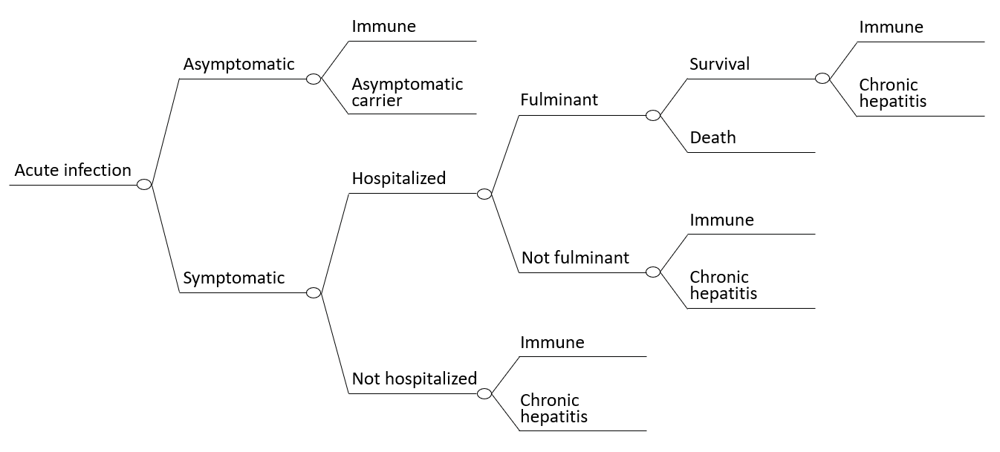 Immune
Immune
Asymptomatic
Survival
Asymptomatic
carrier
Chronic
hepatitis
Fulminant
Death
Acute infection
Hospitalized
Immune
Not fulminant
Symptomatic
Chronic
hepatitis
Immune
Not hospitalized
Chronic
hepatitis